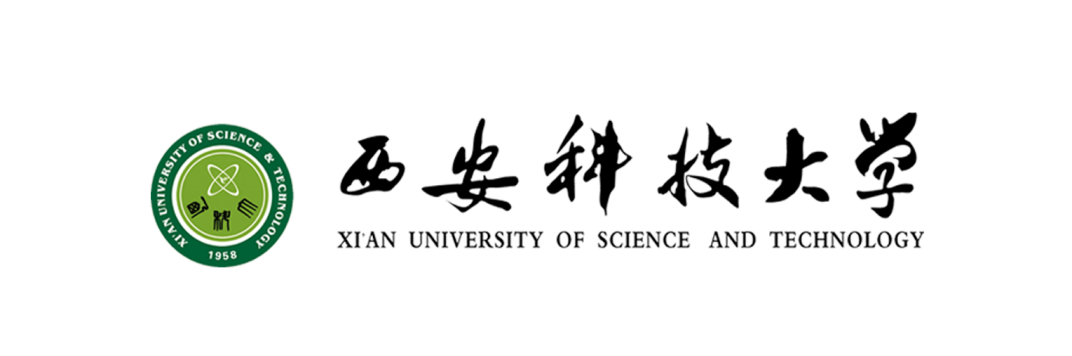 XI'AN UNIVERSITY OF SCIENCE & TECHNOLOGY
1958
西安科技大学
XI'AN UNIVERSITY OF SCIENCE AND TECHNOLOGY